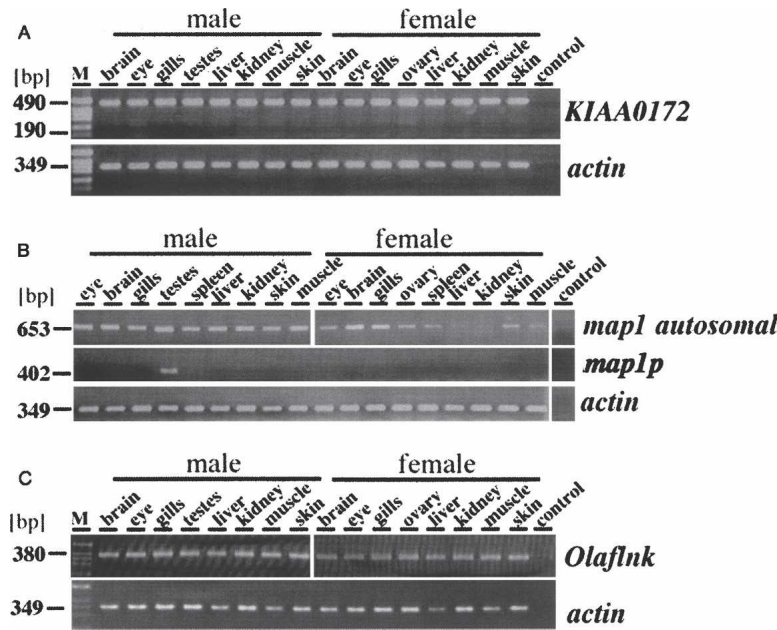 A
male female
[bp] M brain eye gills testes liver kidney muscle skin brain eye gills ovary liver kidney muscle skin control
490
190
KIAA0172
349
actin
B
male female
[bp] eye brain gills testes spleen liver kidney skin muscle eye brain gills ovary spleen liver kidney skin muscle control
653
map1 autosomal
402
map1p
349
actin
C
male female
[bp] M brain eye gills testes liver kidney muscle skin brain eye gills ovary liver kidney muscle skin control
380
Olaflnk
349
actin